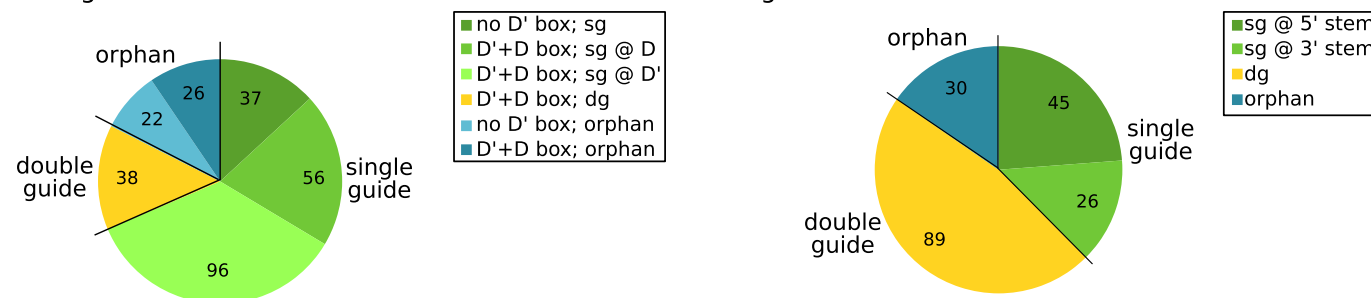 orphan
26
37
22
double
guide
38
56
single
guide
96
no D' box; sg
D'+D box; sg @ D
D'+D box; sg @ D'
D'+D box; dg
no D' box; orphan
D'+D box; orphan
orphan
30
45
single
guide
26
double
guide
89
sg @ 5' stem
sg @ 3' stem
dg
orphan